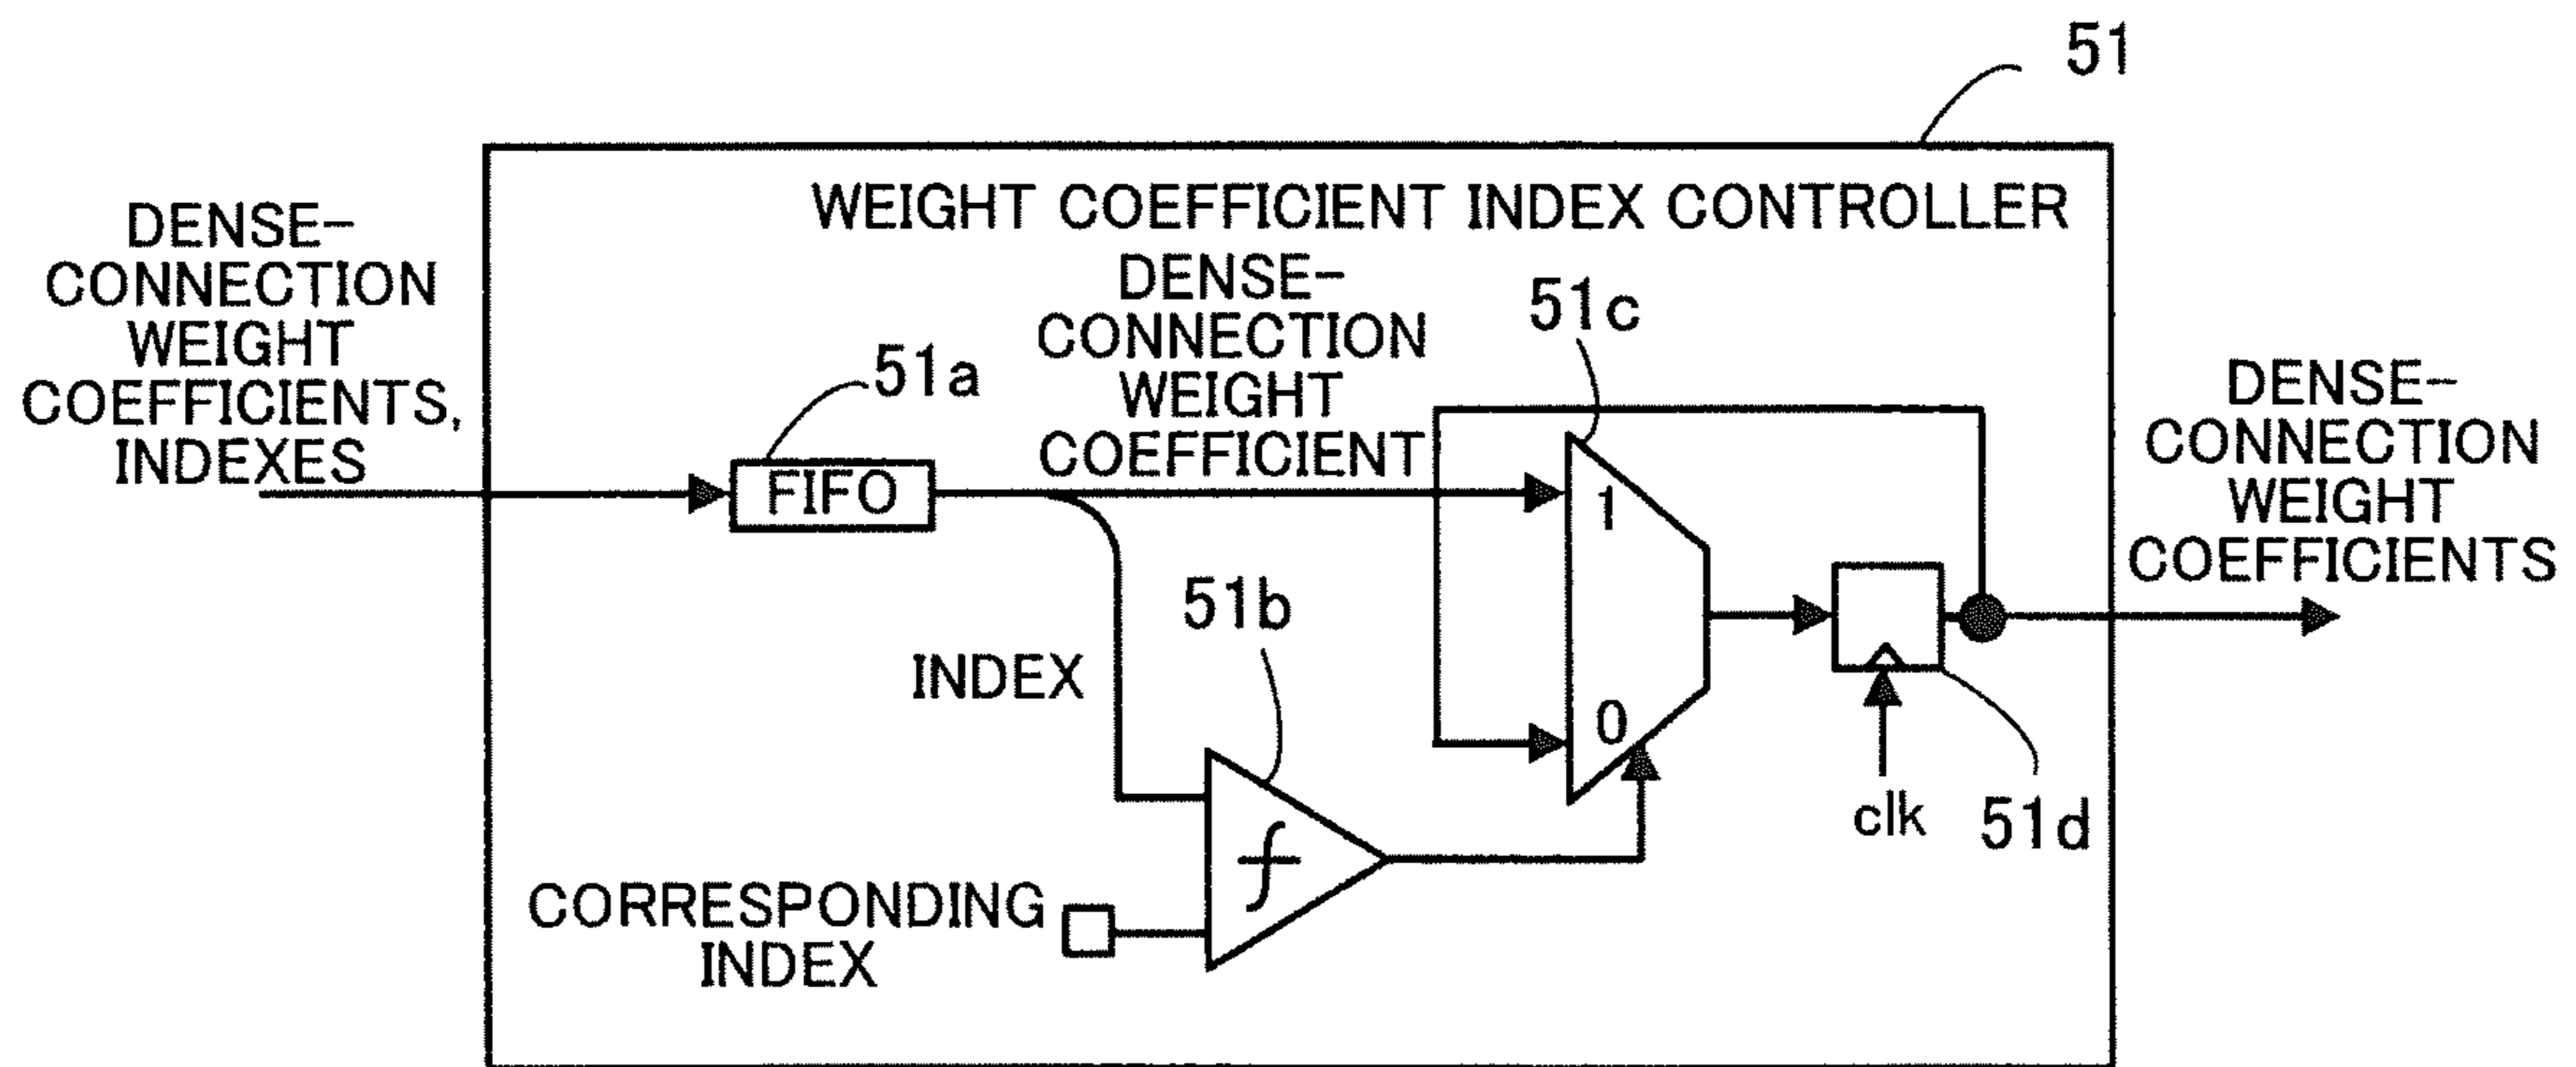 51
WEIGHT COEFFICIENT INDEX CONTROLLER
DENSE-
CONNECTION
WEIGHT
COEFFICIENTS,
INDEXES
51a
FIFO
DENSE-
CONNECTION
WEIGHT
COEFFICIENT
51c
1
0
51b
INDEX
CORRESPONDING
INDEX
clk
51d
DENSE-
CONNECTION
WEIGHT
COEFFICIENTS